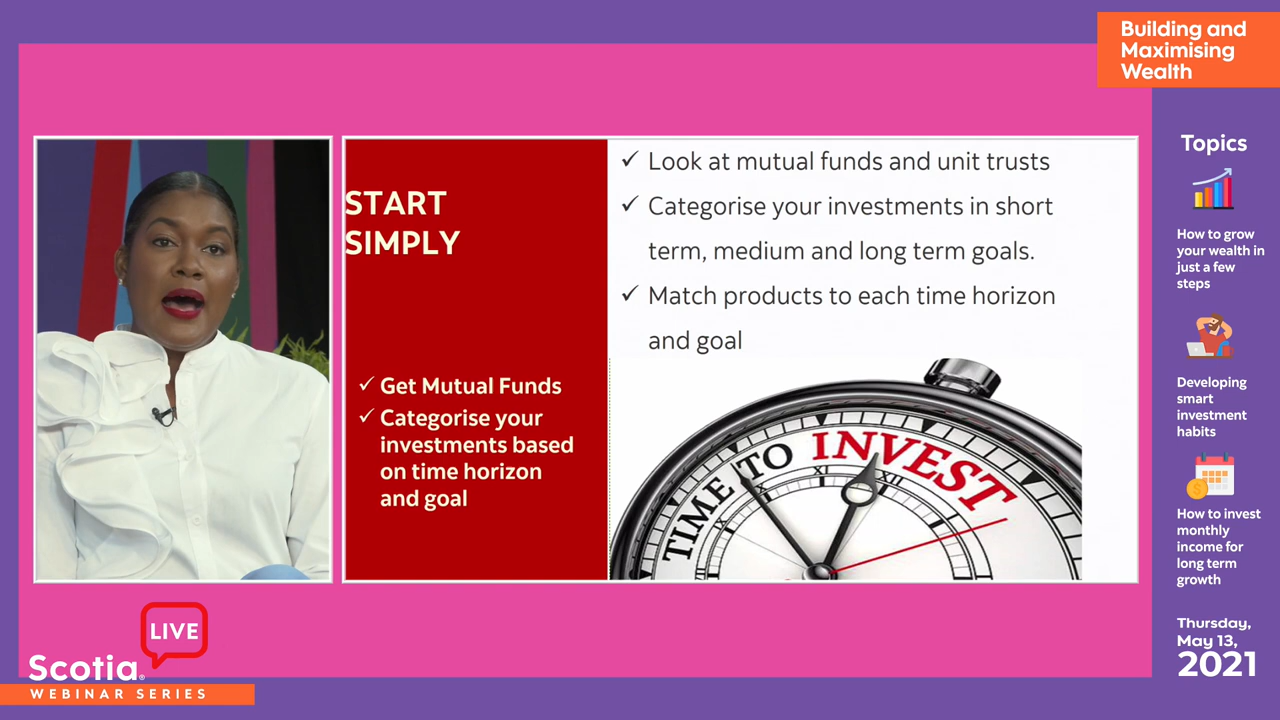 Building and
Maximising
Wealth
START
SIMPLY
✓ Get Mutual Funds
✓ Categorise your
investments based
on time horizon
and goal
✓ Look at mutual funds and unit trusts
✓ Categorise your investments in short
term, medium and long term goals.
✓ Match products to each time horizon
and goal
TIME TO INVEST
XI
XII
IX
Topics
How to grow
your wealth in
just a few
steps
Developing
smart
investment
habits
How to invest
monthly
income for
long term
growth
Thursday,
May 13,
2021
LIVE
Scotia®
WEBINAR SERIES